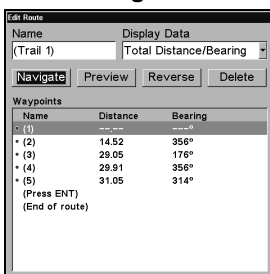 Edit Route
Name Display Data
(Trail 1) Total Distance/Bearing
Navigate Preview Reverse Delete
Waypoints
Name Distance Bearing
(1) --.-- ---°
(2) 14.52 356°
(3) 29.05 176°
(4) 29.91 356°
(5) 31.05 314°
(Press ENT)
(End of route)